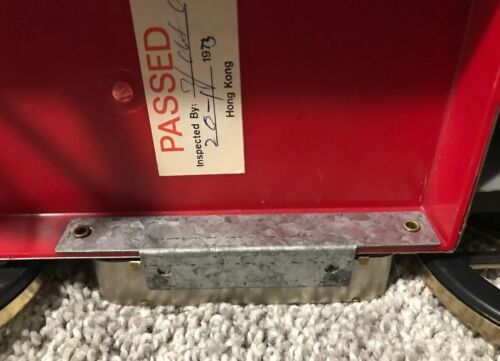 PASSED
Inspected By:
20-11 1973
Hong Kong